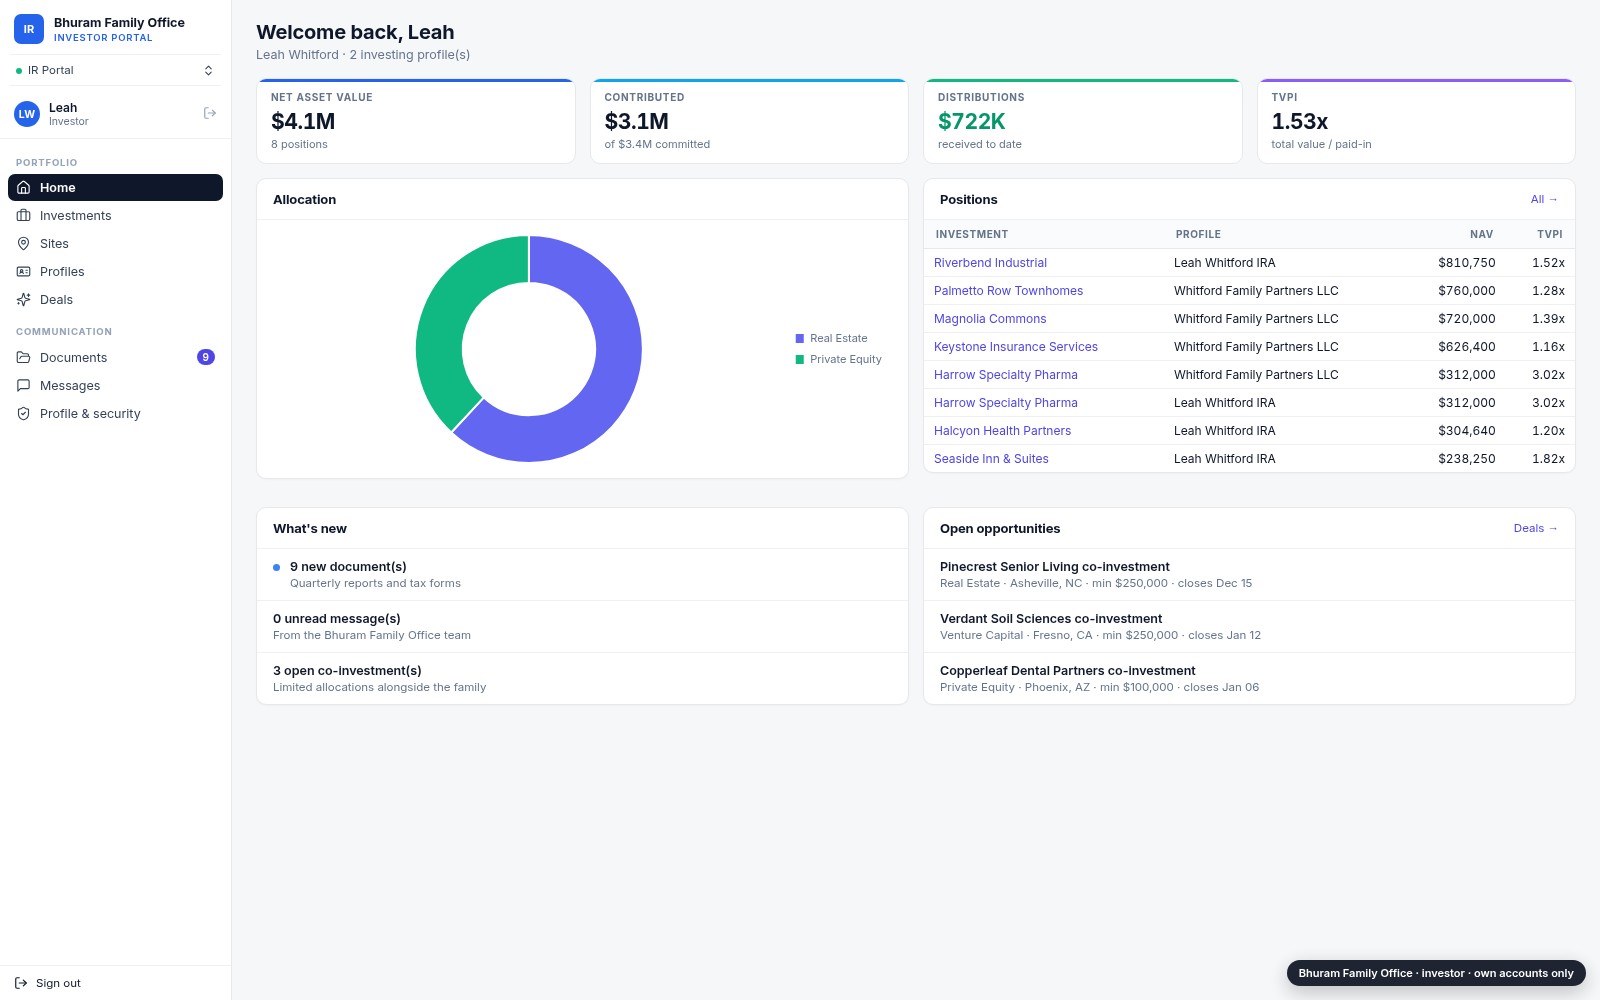 IR
Bhuram Family Office
INVESTOR PORTAL
IR Portal
LW
Leah
Investor
PORTFOLIO
Home
Investments
Sites
Profiles
Deals
COMMUNICATION
Documents 9
Messages
Profile & security
Sign out
Welcome back, Leah
Leah Whitford · 2 investing profile(s)
NET ASSET VALUE
$4.1M
8 positions
CONTRIBUTED
$3.1M
of $3.4M committed
DISTRIBUTIONS
$722K
received to date
TVPI
1.53x
total value / paid-in
Allocation
Real Estate
Private Equity
Positions All →
INVESTMENT PROFILE NAV TVPI
Riverbend Industrial Leah Whitford IRA $810,750 1.52x
Palmetto Row Townhomes Whitford Family Partners LLC $760,000 1.28x
Magnolia Commons Whitford Family Partners LLC $720,000 1.39x
Keystone Insurance Services Whitford Family Partners LLC $626,400 1.16x
Harrow Specialty Pharma Whitford Family Partners LLC $312,000 3.02x
Harrow Specialty Pharma Leah Whitford IRA $312,000 3.02x
Halcyon Health Partners Leah Whitford IRA $304,640 1.20x
Seaside Inn & Suites Leah Whitford IRA $238,250 1.82x
What's new
9 new document(s)
Quarterly reports and tax forms
0 unread message(s)
From the Bhuram Family Office team
3 open co-investment(s)
Limited allocations alongside the family
Open opportunities Deals →
Pinecrest Senior Living co-investment
Real Estate · Asheville, NC · min $250,000 · closes Dec 15
Verdant Soil Sciences co-investment
Venture Capital · Fresno, CA · min $250,000 · closes Jan 12
Copperleaf Dental Partners co-investment
Private Equity · Phoenix, AZ · min $100,000 · closes Jan 06
Bhuram Family Office · investor · own accounts only